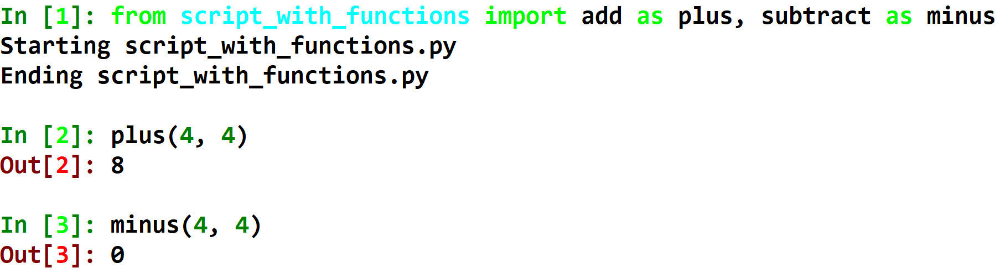 In [1]: from script_with_functions import add as plus, subtract as minus
Starting script_with_functions.py
Ending script_with_functions.py
In [2]: plus(4, 4)
Out[2]: 8
In [3]: minus(4, 4)
Out[3]: 0